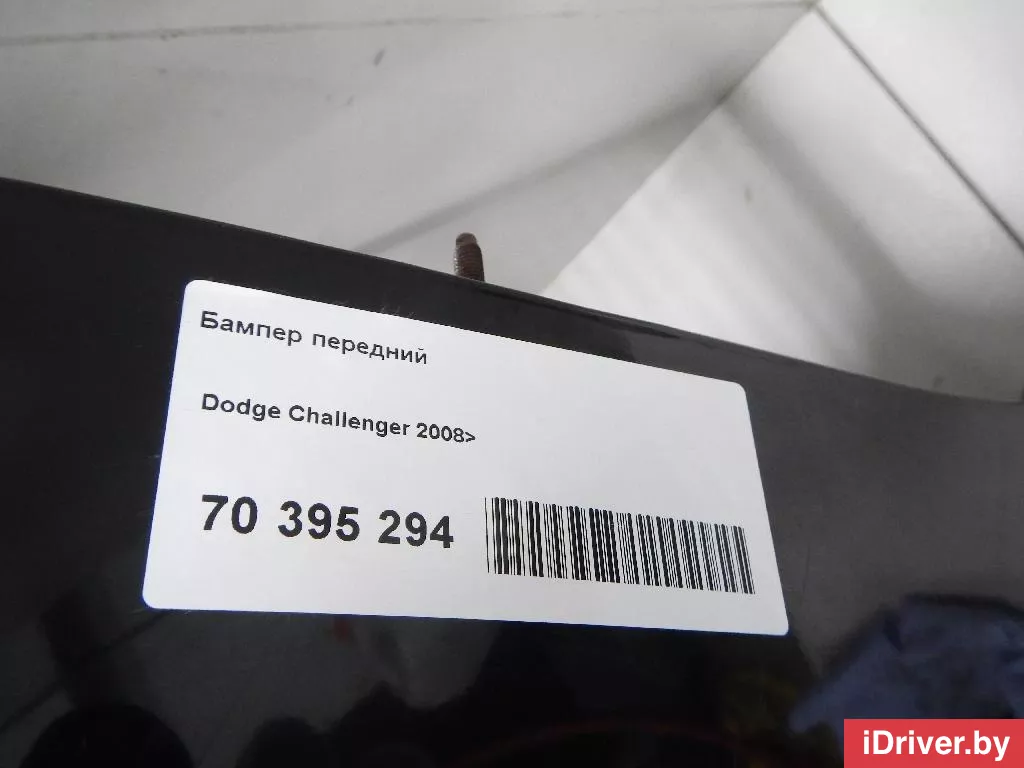 Бампер передний
Dodge Challenger 2008>
70 395 294
iDriver.by